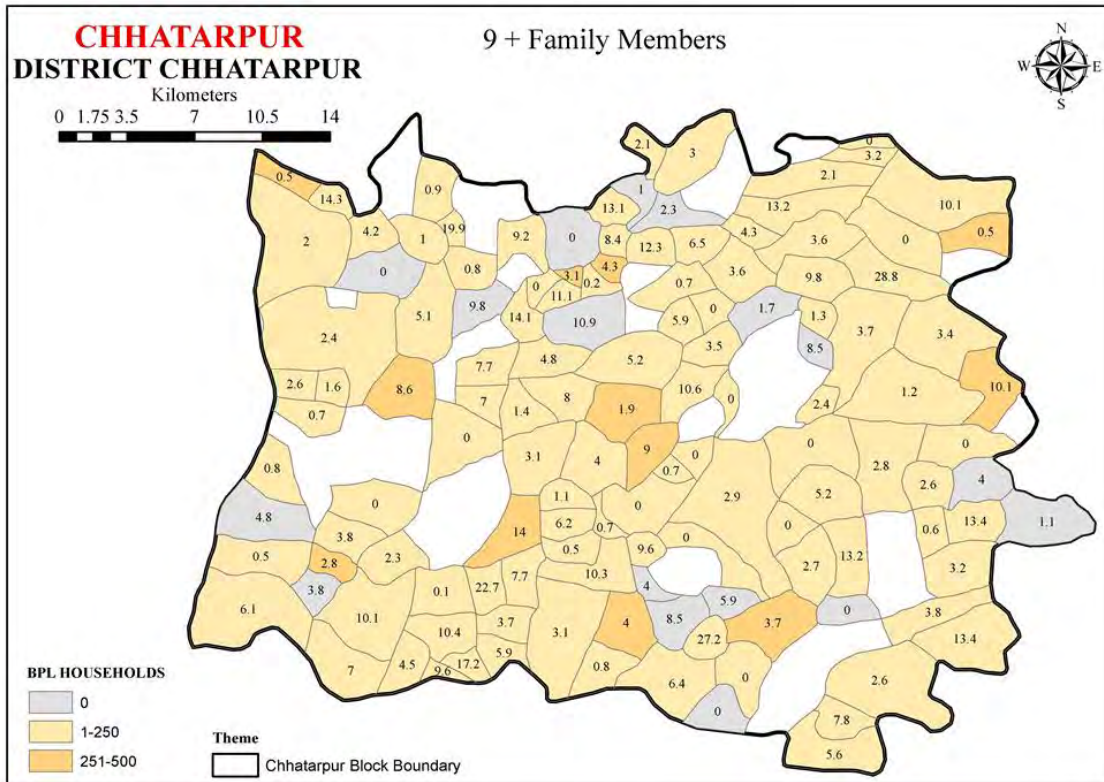 CHHATARPUR
DISTRICT CHHATARPUR
9 + Family Members
Kilometers
0 1.75 3.5 7 10.5 14
N
W E
S
2.1 3 0
3.2
0.5 0.9 1 2.1
14.3 13.1 2.3 13.2 10.1
2 4.2 1 19.9 9.2 0 8.4 12.3 6.5 4.3 3.6 0 0.5
0 0.8 3.1 4.3 3.6 9.8 28.8
0 11.1 0.2 0.7
5.1 9.8 14.1 10.9 5.9 0 1.7 1.3 3.7 3.4
2.4 3.5 8.5
7.7 4.8 5.2
2.6 1.6 8.6 10.6 1.2 10.1
7 1.4 8 1.9 0 2.4
0.7
0 0 0
3.1 4 9 0
0.8 0.7 2.8 2.6 4
0 1.1 0 2.9 5.2
4.8 1.1
14 6.2 0.7 0 0.6 13.4
3.8 0
0.5 2.3 0.5 9.6 13.2
2.8 7.7 10.3 2.7 3.2
3.8 0.1 22.7 4 5.9
6.1 10.1 3.7 8.5 0 3.8
10.4 3.1 4 3.7
27.2 13.4
5.9
7 4.5 9.6 17.2 0.8 6.4 0 2.6
0 7.8
5.6
BPL HOUSEHOLDS
0
1-250
251-500
Theme
Chhatarpur Block Boundary